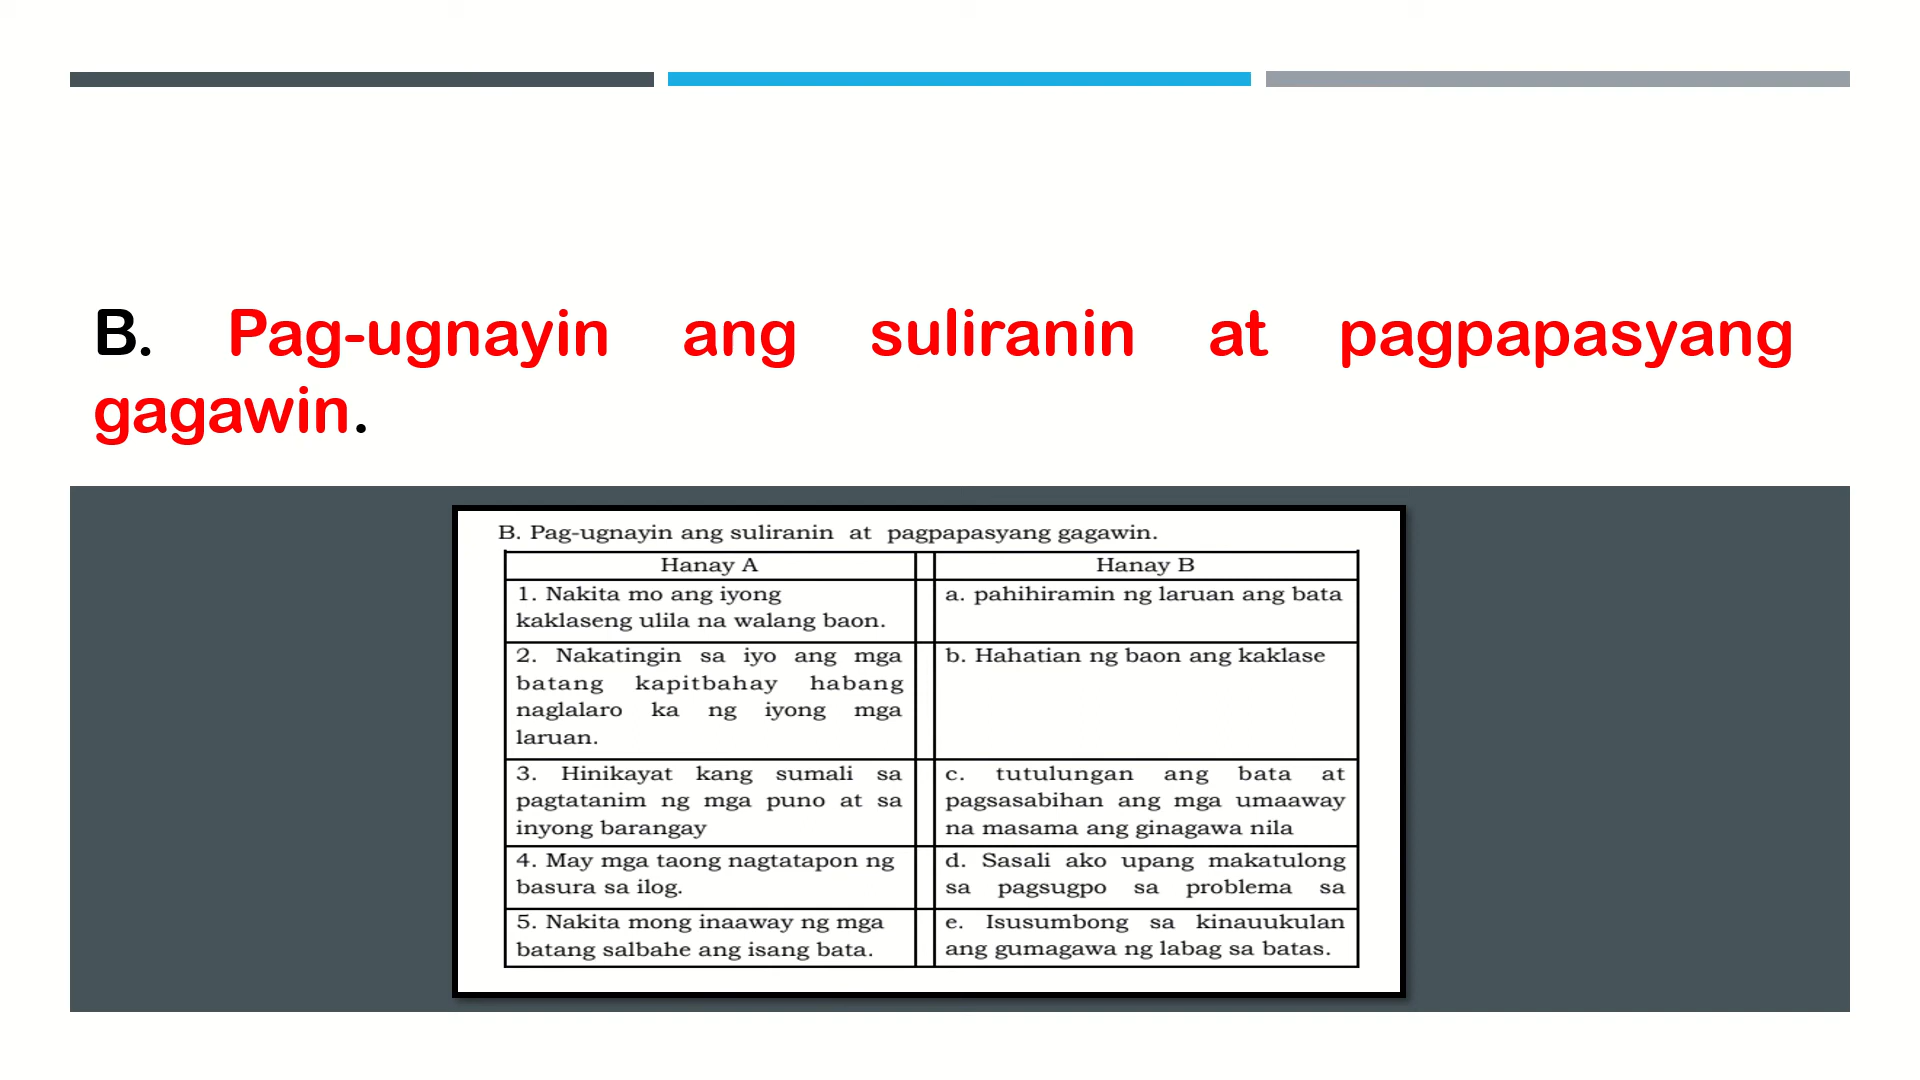 B. Pag-ugnayin ang suliranin at pagpapasyang
gagawin.
B. Pag-ugnayin ang suliranin at pagpapasyang gagawin.
Hanay A
Hanay B
1. Nakita mo ang iyong
kaklaseng ulila na walang baon.
a. pahihiramin ng laruan ang bata
2. Nakatingin sa iyo ang mga
batang kapitbahay habang
naglalaro ka ng iyong mga
laruan.
b. Hahatian ng baon ang kaklase
3. Hinikayat kang sumali sa
pagtatanim ng mga puno at sa
inyong barangay
c. tutulungan ang bata at
pagsasabihan ang mga umaaway
na masama ang ginagawa nila
4. May mga taong nagtatapon ng
basura sa ilog.
d. Sasali ako upang makatulong
sa pagsugpo sa problema sa
5. Nakita mong inaaway ng mga
batang salbahe ang isang bata.
e. Isusumbong sa kinauukulan
ang gumagawa ng labag sa batas.